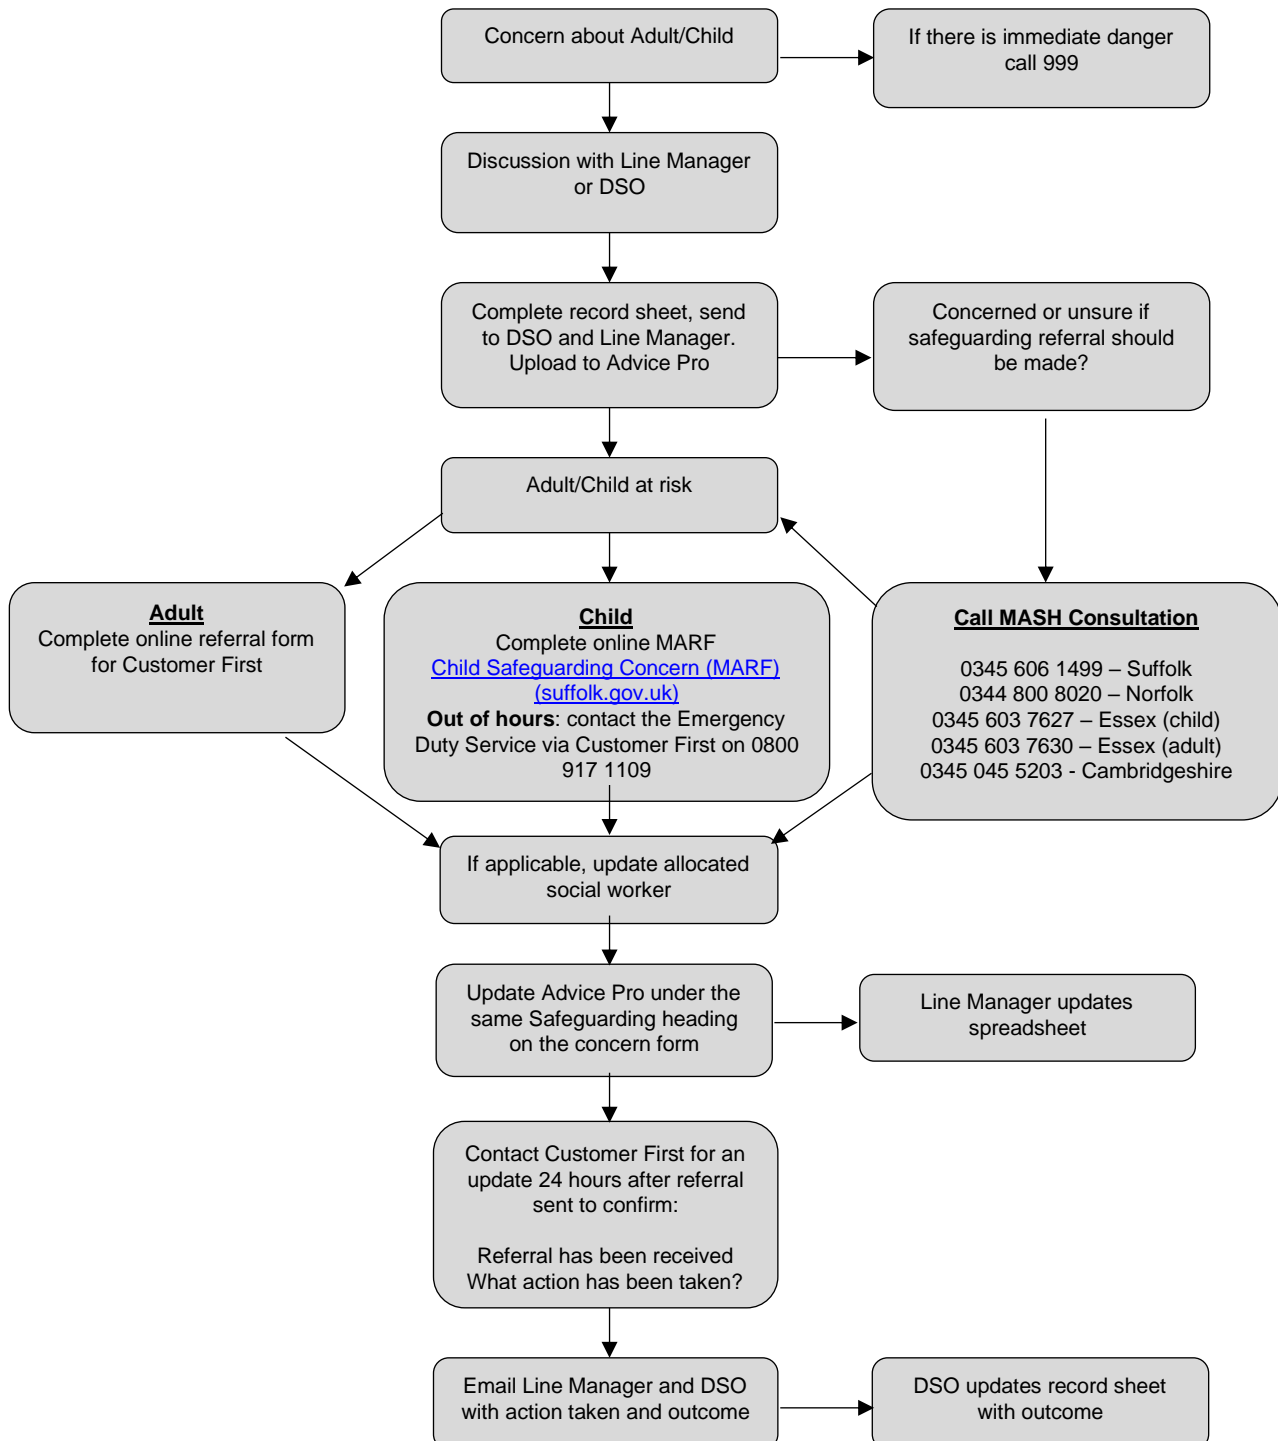 Concern about Adult/Child
If there is immediate danger
call 999
Discussion with Line Manager
or DSO
Complete record sheet, send
to DSO and Line Manager.
Upload to Advice Pro
Concerned or unsure if
safeguarding referral should
be made?
Adult/Child at risk
Adult
Complete online referral form
for Customer First
Child
Complete online MARF
Child Safeguarding Concern (MARF)
(suffolk.gov.uk)
Out of hours: contact the Emergency
Duty Service via Customer First on 0800
917 1109
Call MASH Consultation
0345 606 1499 – Suffolk
0344 800 8020 – Norfolk
0345 603 7627 – Essex (child)
0345 603 7630 – Essex (adult)
0345 045 5203 - Cambridgeshire
If applicable, update allocated
social worker
Update Advice Pro under the
same Safeguarding heading
on the concern form
Line Manager updates
spreadsheet
Contact Customer First for an
update 24 hours after referral
sent to confirm:
Referral has been received
What action has been taken?
Email Line Manager and DSO
with action taken and outcome
DSO updates record sheet
with outcome